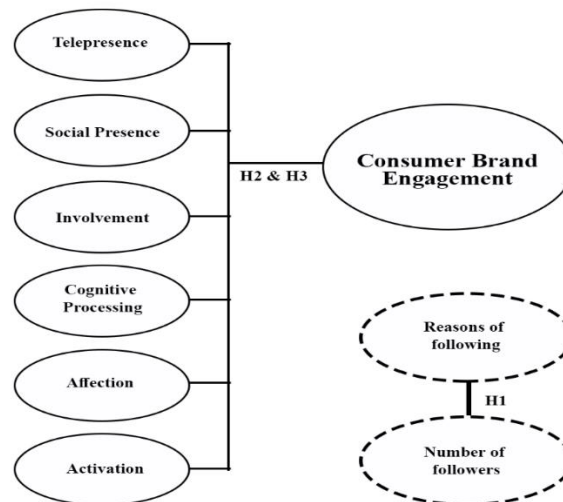 Telepresence
Social Presence
Involvement
Cognitive
Processing
Affection
Activation
H2 & H3
Consumer Brand
Engagement
Reasons of
following
H1
Number of
followers